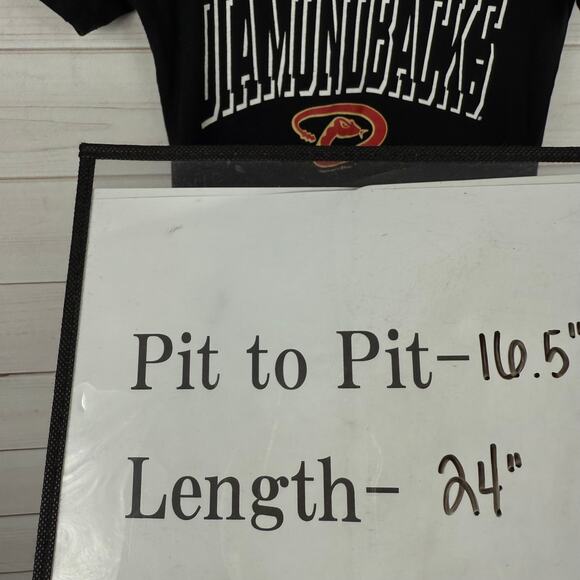 DIAMONDBACKS
Pit to Pit- 16.5"
Length- 24"